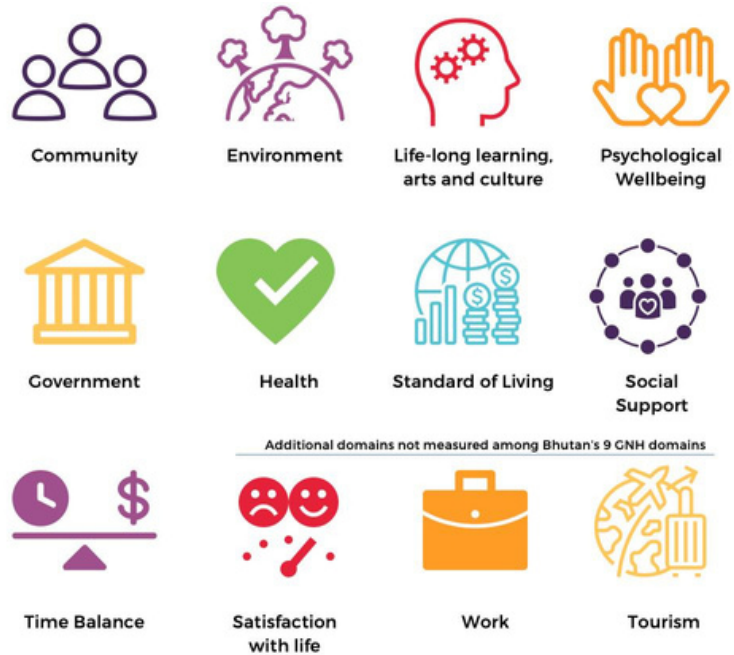 Community
Environment
Life-long learning,
arts and culture
Psychological
Wellbeing
Government
Health
Standard of Living
Social
Support
Additional domains not measured among Bhutan's 9 GNH domains
$
$
$
Time Balance
Satisfaction
with life
Work
Tourism